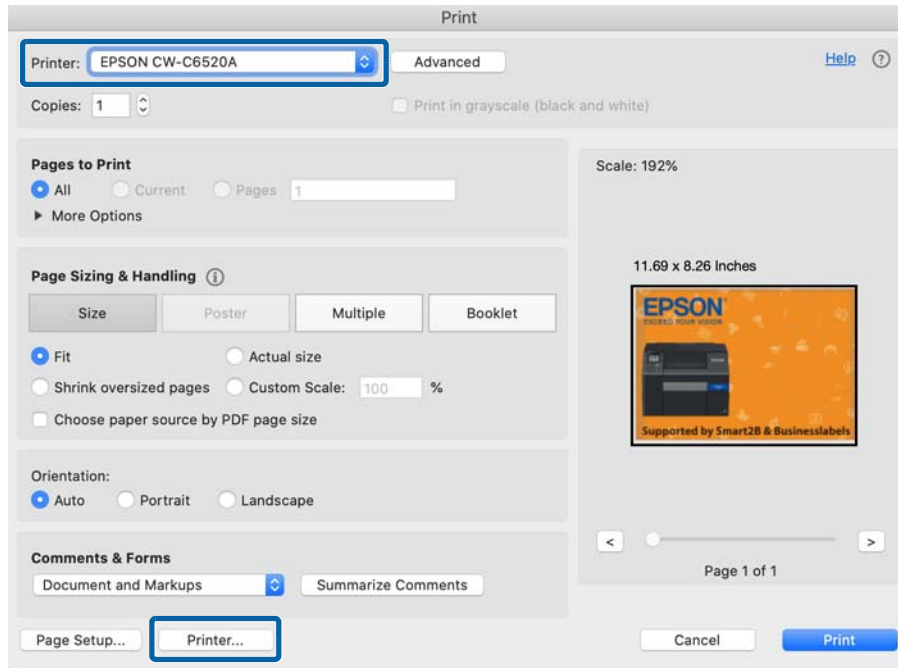 Print
Printer: EPSON CW-C6520A Advanced Help ?
Copies: 1 Print in grayscale (black and white)
Pages to Print
All Current Pages 1
More Options
Page Sizing & Handling i
Size Poster Multiple Booklet
Fit Actual size
Shrink oversized pages Custom Scale: 100 %
Choose paper source by PDF page size
Orientation:
Auto Portrait Landscape
Comments & Forms
Document and Markups Summarize Comments
Page Setup... Printer...
Scale: 192%
11.69 x 8.26 Inches
EPSON
EXCEED YOUR VISION
Supported by Smart2B & Businesslabels
< >
Page 1 of 1
Cancel Print